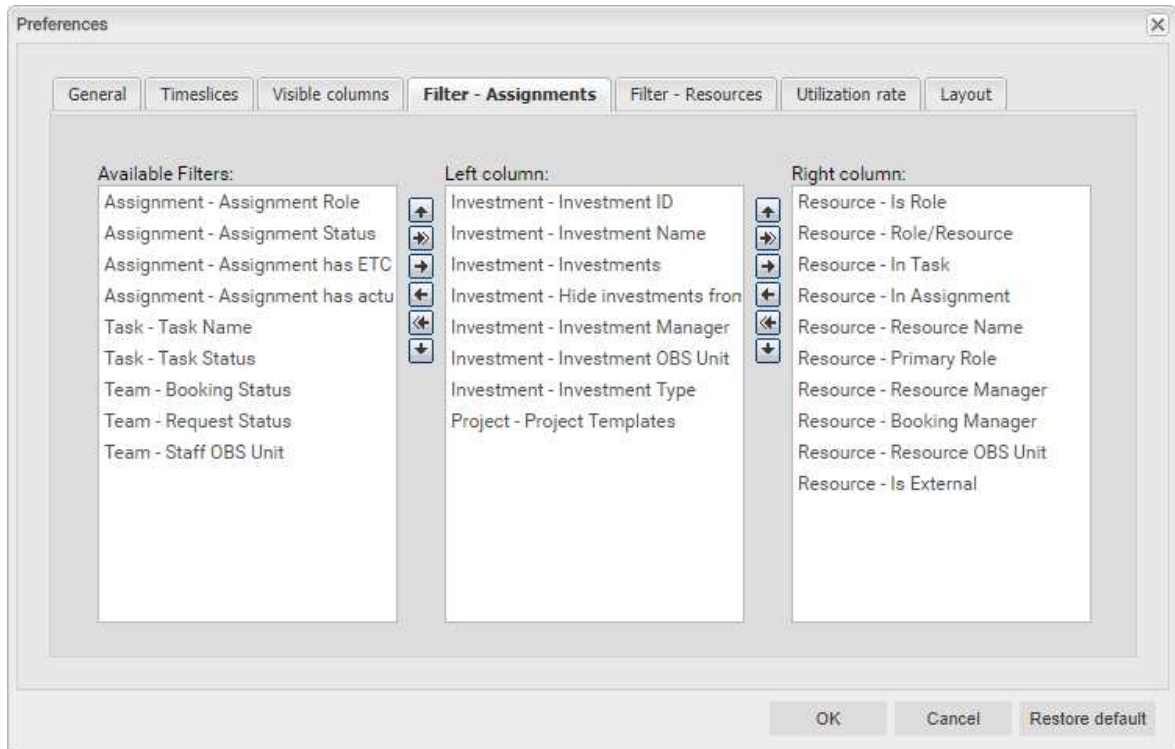 Preferences
General
Timeslices
Visible columns
Filter - Assignments
Filter - Resources
Utilization rate
Layout
Available Filters:
Assignment - Assignment Role
Assignment - Assignment Status
Assignment - Assignment has ETC
Assignment - Assignment has actu
Task - Task Name
Task - Task Status
Team - Booking Status
Team - Request Status
Team - Staff OBS Unit
Left column:
Investment - Investment ID
Investment - Investment Name
Investment - Investments
Investment - Hide investments from
Investment - Investment Manager
Investment - Investment OBS Unit
Investment - Investment Type
Project - Project Templates
Right column:
Resource - Is Role
Resource - Role/Resource
Resource - In Task
Resource - In Assignment
Resource - Resource Name
Resource - Primary Role
Resource - Resource Manager
Resource - Booking Manager
Resource - Resource OBS Unit
Resource - Is External
OK
Cancel
Restore default